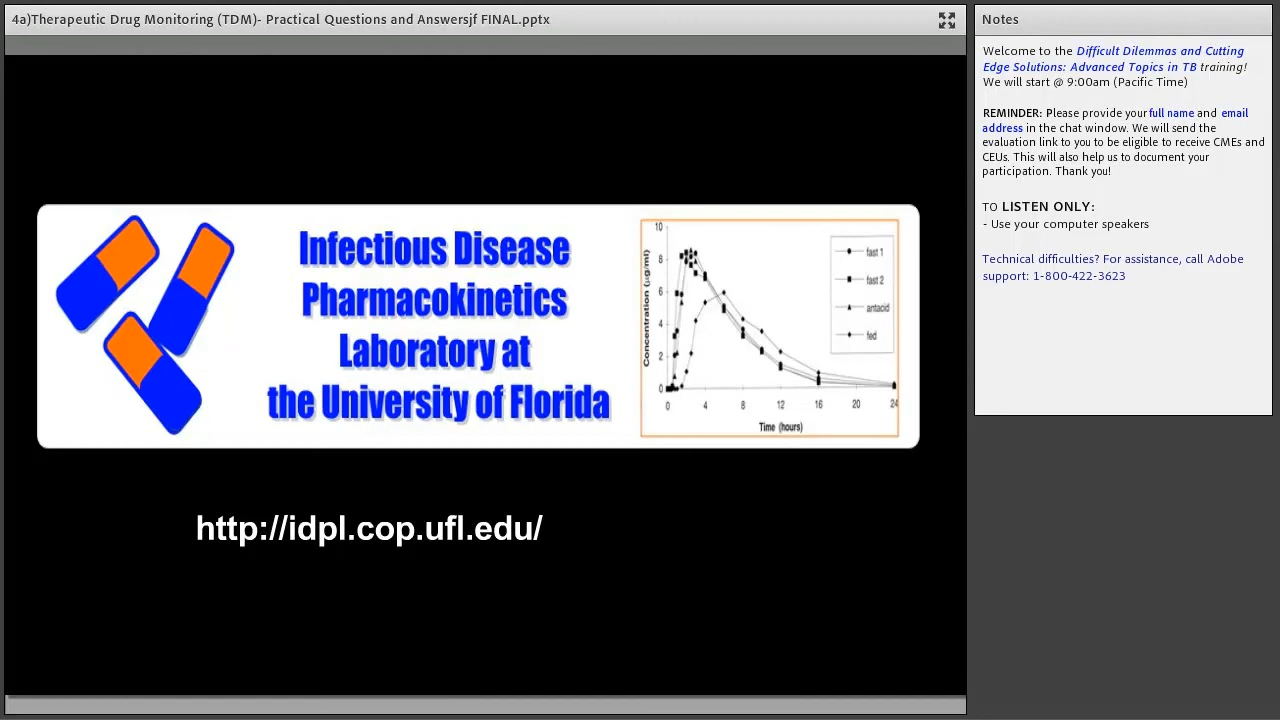 4a)Therapeutic Drug Monitoring (TDM)- Practical Questions and Answersjf FINAL.pptx
Infectious Disease
Pharmacokinetics
Laboratory at
the University of Florida
Concentration (µg/ml)
10
8
6
4
2
0
0 4 8 12 16 20 24
Time (hours)
fast 1
fast 2
antacid
fed
http://idpl.cop.ufl.edu/
Notes
Welcome to the Difficult Dilemmas and Cutting
Edge Solutions: Advanced Topics in TB training!
We will start @ 9:00am (Pacific Time)
REMINDER: Please provide your full name and email
address in the chat window. We will send the
evaluation link to you to be eligible to receive CMEs and
CEUs. This will also help us to document your
participation. Thank you!
TO LISTEN ONLY:
- Use your computer speakers
Technical difficulties? For assistance, call Adobe
support: 1-800-422-3623